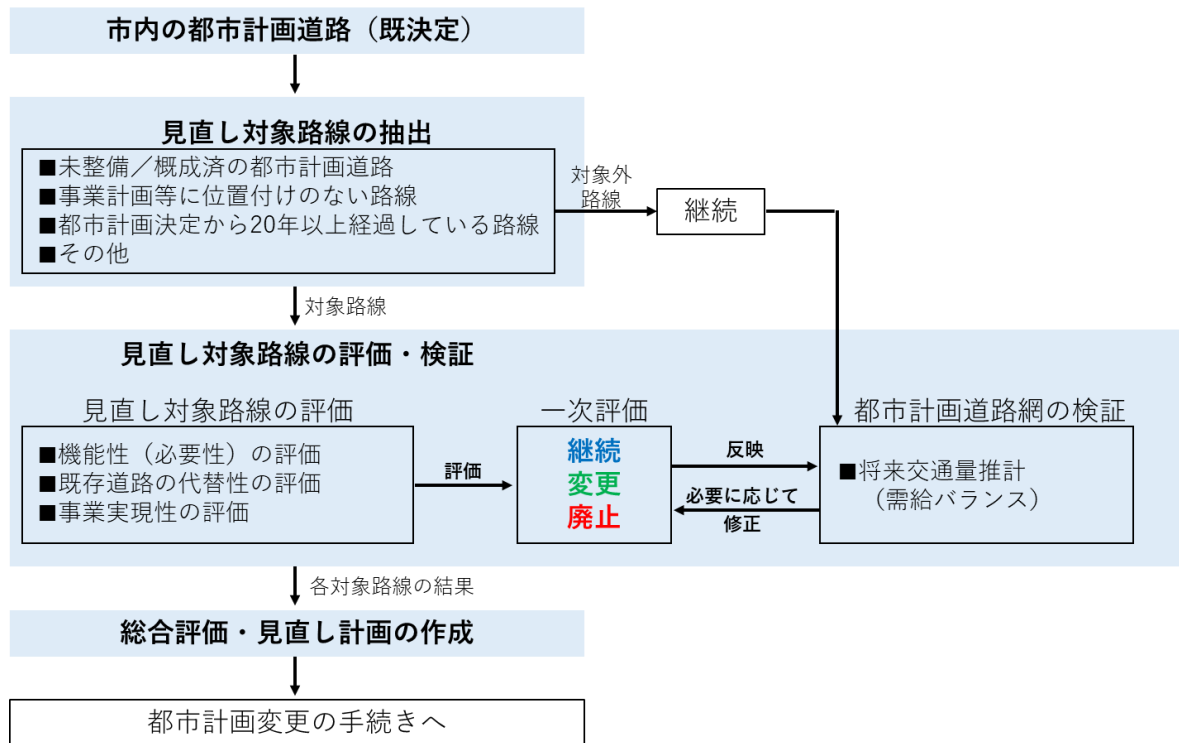 市内の都市計画道路（既決定）
見直し対象路線の抽出
■未整備／概成済の都市計画道路
■事業計画等に位置付けのない路線
■都市計画決定から20年以上経過している路線
■その他
対象外
路線
継続
対象路線
見直し対象路線の評価・検証
見直し対象路線の評価
■機能性（必要性）の評価
■既存道路の代替性の評価
■事業実現性の評価
評価
一次評価
継続
変更
廃止
反映
必要に応じて
修正
都市計画道路網の検証
■将来交通量推計
（需給バランス）
各対象路線の結果
総合評価・見直し計画の作成
都市計画変更の手続きへ